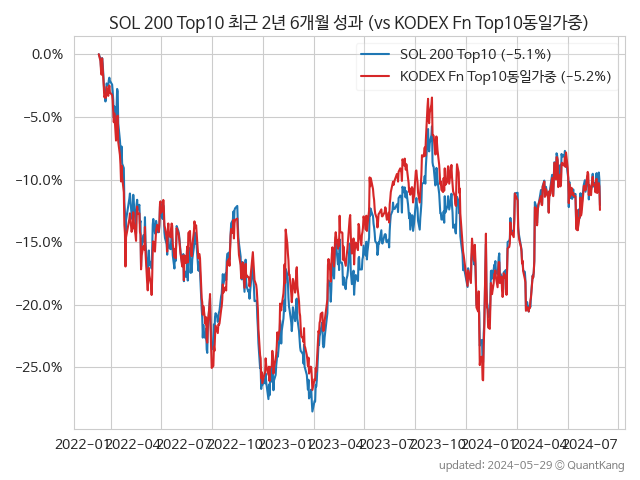 SOL 200 Top10 최근 2년 6개월 성과 (vs KODEX Fn Top10동일가중)
SOL 200 Top10 (−5.1%)
KODEX Fn Top10동일가중 (−5.2%)
0.0%
−5.0%
−10.0%
−15.0%
−20.0%
−25.0%
2022-01 2022-04 2022-07 2022-10 2023-01 2023-04 2023-07 2023-10 2024-01 2024-04 2024-07
updated: 2024-05-29 © QuantKang